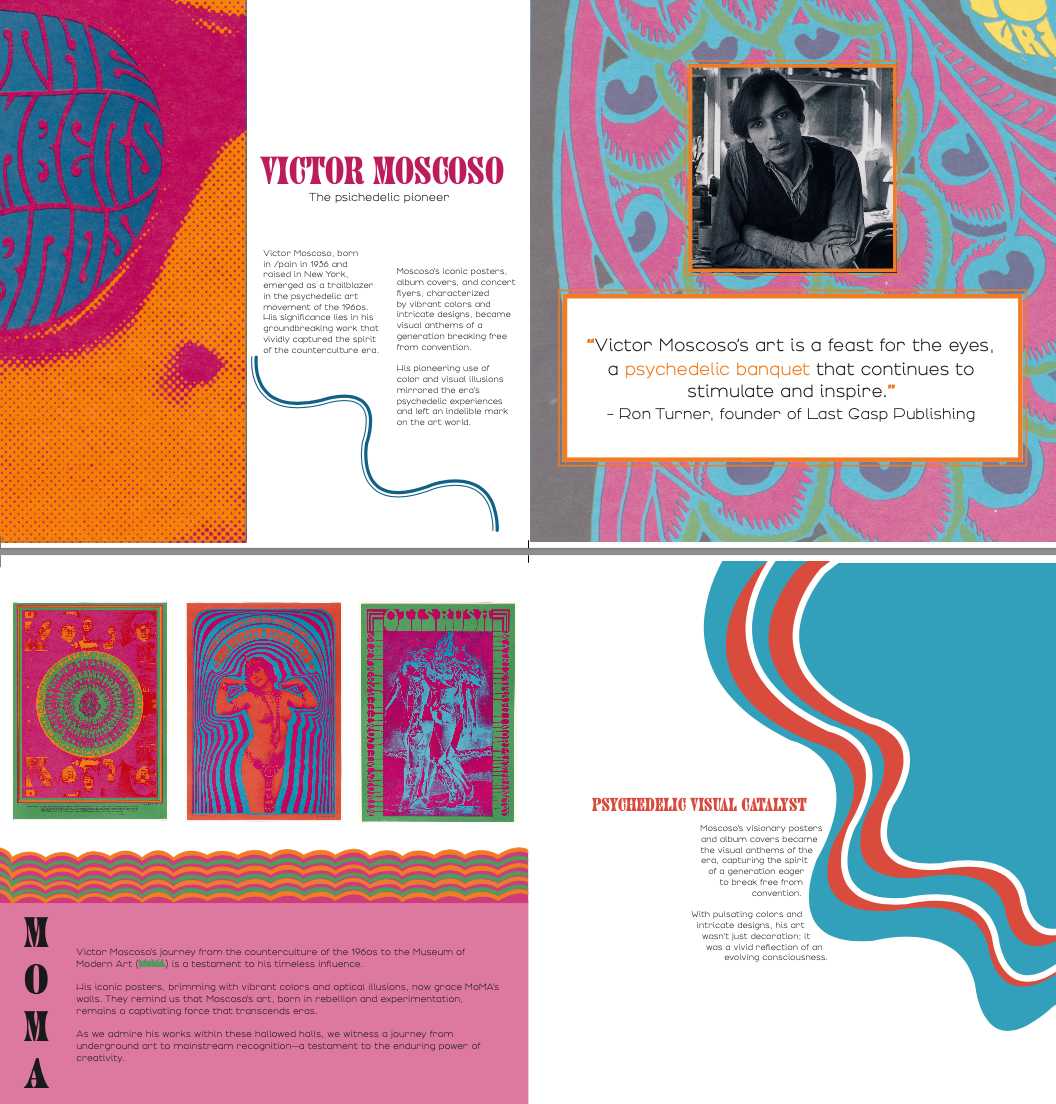 THE
VICTOR MOSCOSO
The psichedelic pioneer
Victor Moscoso, born
in Spain in 1936 and
raised in New York,
emerged as a trailblazer
in the psychedelic art
movement of the 1960s.
His significance lies in his
groundbreaking work that
vividly captured the spirit
of the counterculture era.
Moscoso's iconic posters,
album covers, and concert
flyers, characterized
by vibrant colors and
intricate designs, became
visual anthems of a
generation breaking free
from convention.
His pioneering use of
color and visual illusions
mirrored the era's
psychedelic experiences
and left an indelible mark
on the art world.
"Victor Moscoso's art is a feast for the eyes,
a psychedelic banquet that continues to
stimulate and inspire."
- Ron Turner, founder of Last Gasp Publishing
OTIS RUSH
MOMA
Victor Moscoso's journey from the counterculture of the 1960s to the Museum of
Modern Art (MoMA) is a testament to his timeless influence.
His iconic posters, brimming with vibrant colors and optical illusions, now grace MoMA's
walls. They remind us that Moscoso's art, born in rebellion and experimentation,
remains a captivating force that transcends eras.
As we admire his works within these hallowed halls, we witness a journey from
underground art to mainstream recognition—a testament to the enduring power of
creativity.
PSYCHEDELIC VISUAL CATALYST
Moscoso's visionary posters
and album covers became
the visual anthems of the
era, capturing the spirit
of a generation eager
to break free from
convention.
With pulsating colors and
intricate designs, his art
wasn't just decoration; it
was a vivid reflection of an
evolving consciousness.